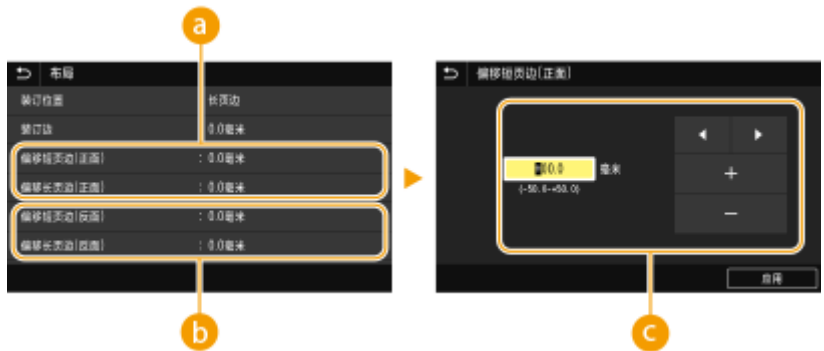 a
布局
装订位置 长页边
装订边 0.0毫米
偏移短页边(正面) : 0.0毫米
偏移长页边(正面) : 0.0毫米
偏移短页边(反面) : 0.0毫米
偏移长页边(反面) : 0.0毫米
b
偏移短页边(正面)
00.0 毫米
(-50.0-+50.0)
+
−
应用
c